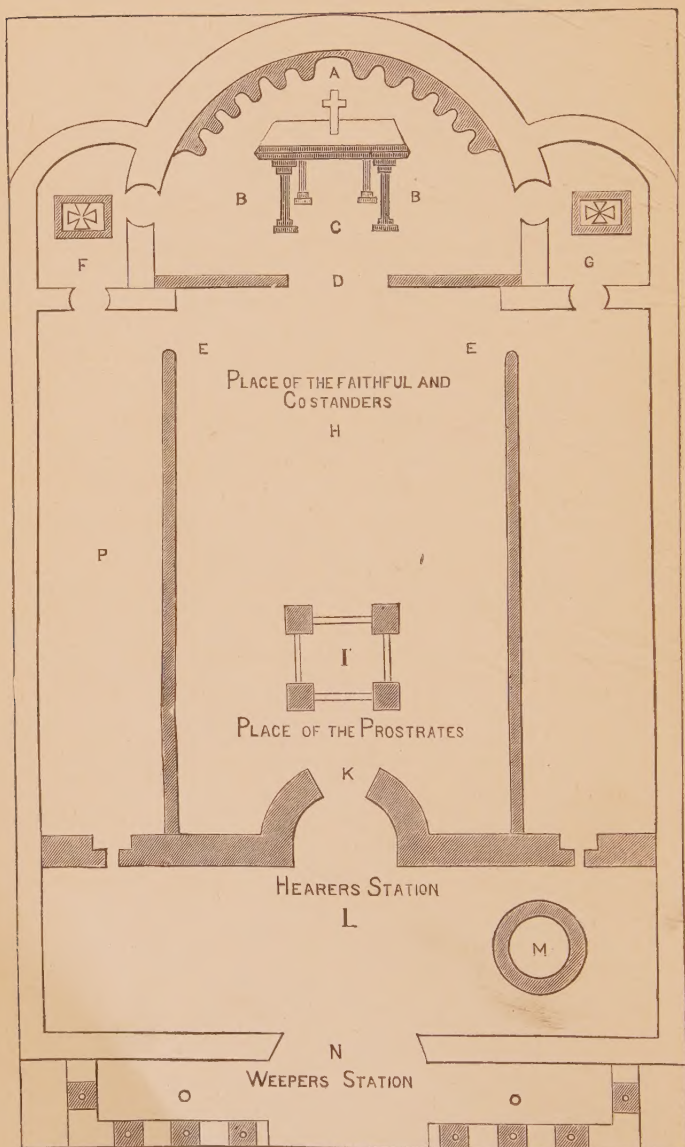 A
B B
C
F G
D
E E
PLACE OF THE FAITHFUL AND
COSTANDERS
H
P
I
PLACE OF THE PROSTRATES
K
HEARERS STATION
L
M
N
WEEPERS STATION
O O